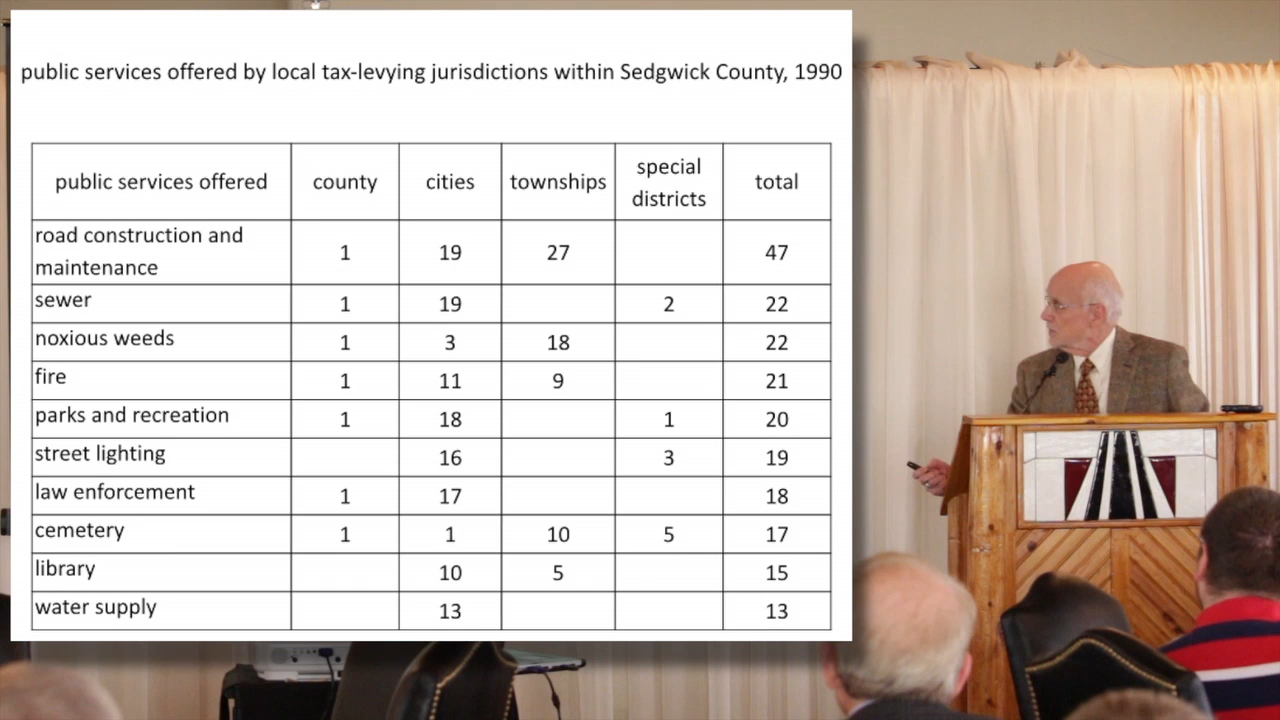 public services offered by local tax-levying jurisdictions within Sedgwick County, 1990
public services offered county cities townships special districts total
road construction and maintenance 1 19 27 47
sewer 1 19 2 22
noxious weeds 1 3 18 22
fire 1 11 9 21
parks and recreation 1 18 1 20
street lighting 16 3 19
law enforcement 1 17 18
cemetery 1 1 10 5 17
library 10 5 15
water supply 13 13